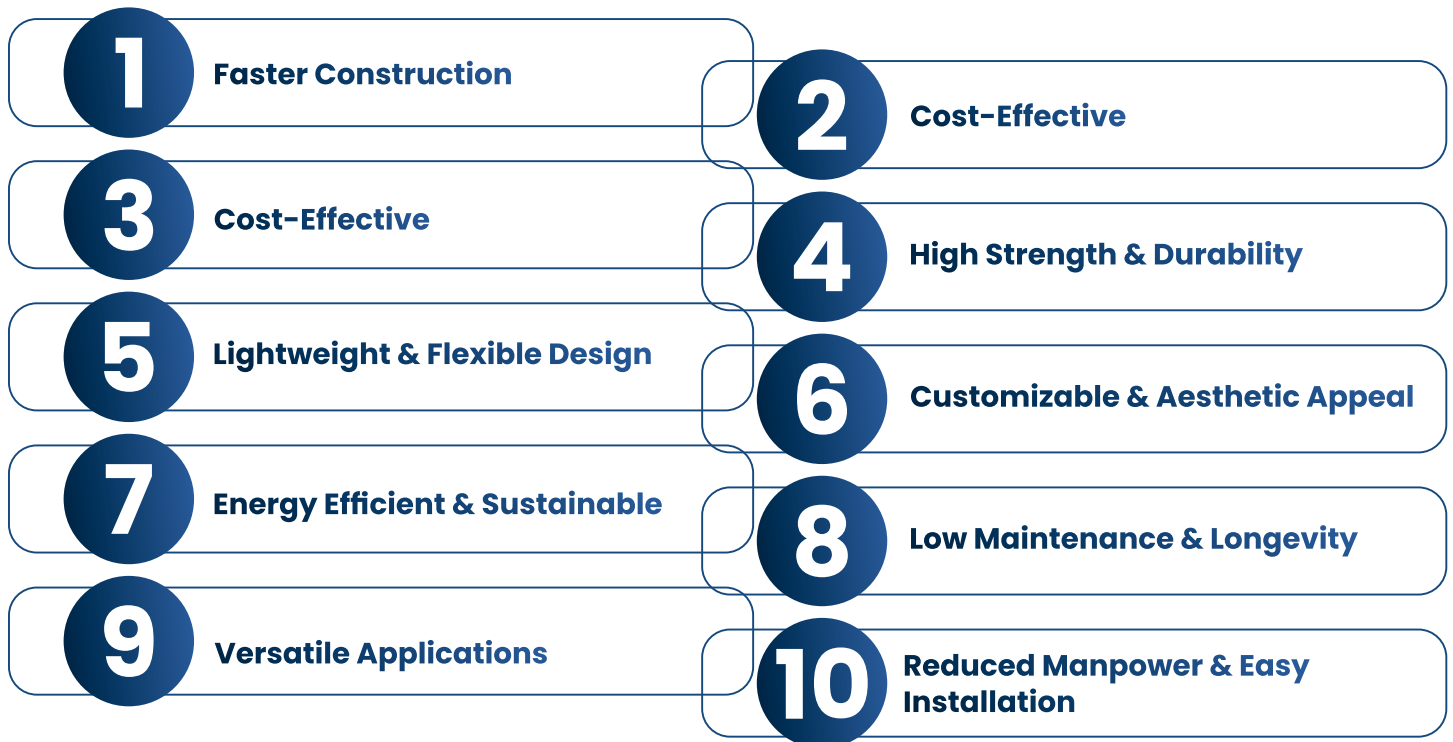 1
Faster Construction
2
Cost-Effective
3
Cost-Effective
4
High Strength & Durability
5
Lightweight & Flexible Design
6
Customizable & Aesthetic Appeal
7
Energy Efficient & Sustainable
8
Low Maintenance & Longevity
9
Versatile Applications
10
Reduced Manpower & Easy
Installation